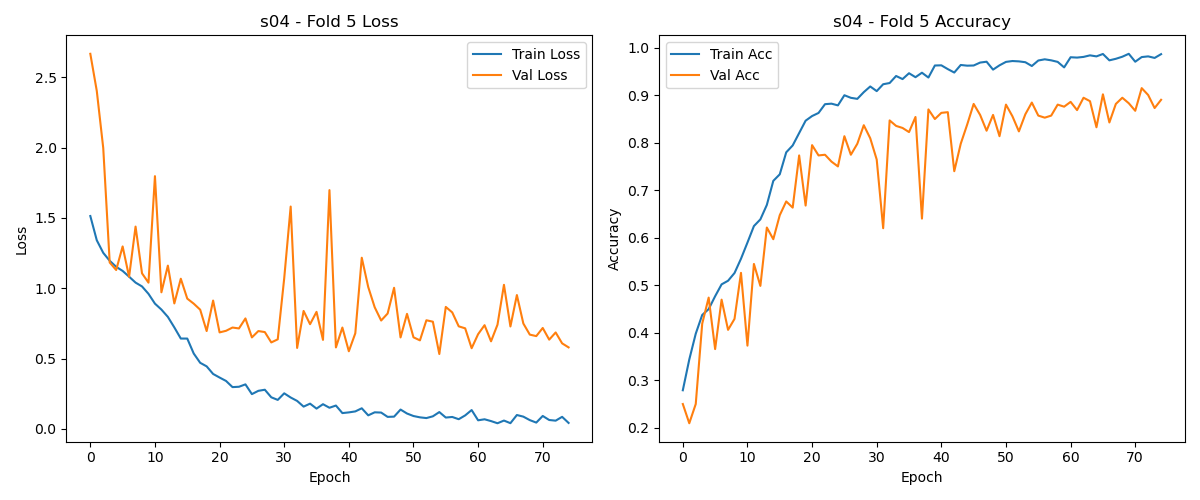 s04 - Fold 5 Loss
Train Loss
Val Loss
2.5
2.0
1.5
1.0
0.5
0.0
Loss
0 10 20 30 40 50 60 70
Epoch
s04 - Fold 5 Accuracy
Train Acc
Val Acc
1.0
0.9
0.8
0.7
0.6
0.5
0.4
0.3
0.2
Accuracy
0 10 20 30 40 50 60 70
Epoch